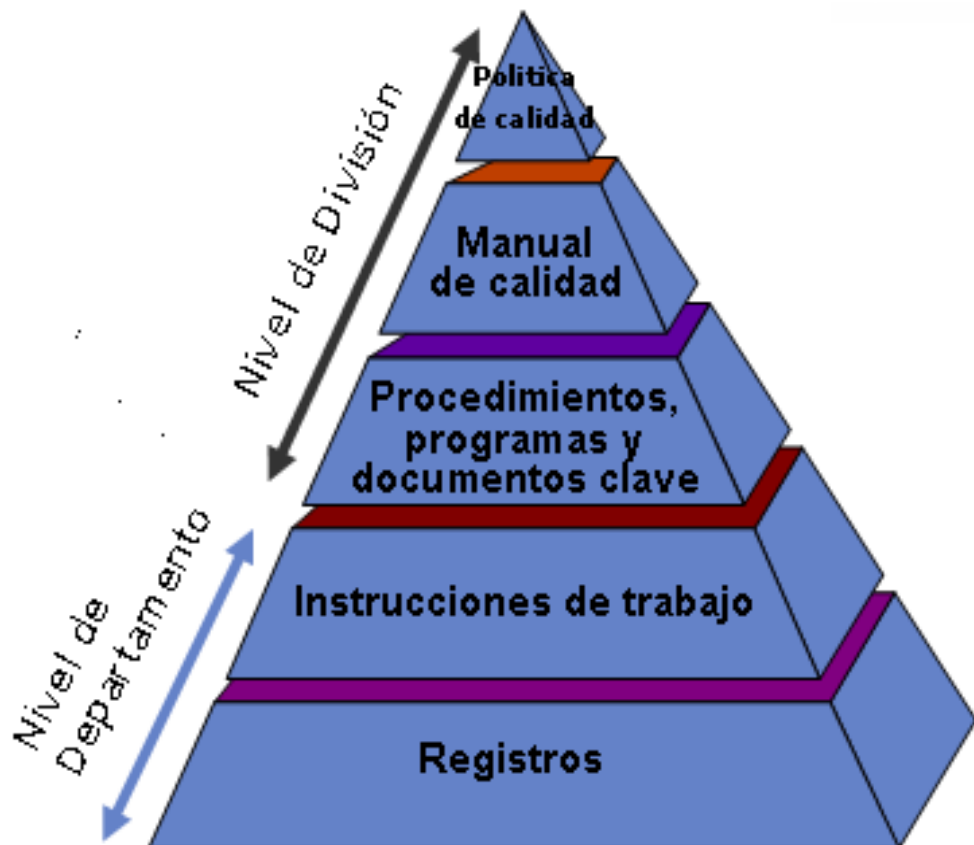 Politica
de calidad
Nivel de División
Manual
de calidad
Procedimientos,
programas y
documentos clave
Nivel de
Departamento
Instrucciones de trabajo
Registros